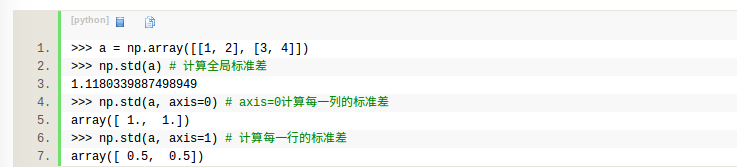 [python]
1. >>> a = np.array([[1, 2], [3, 4]])
2. >>> np.std(a) # 计算全局标准差
3. 1.1180339887498949
4. >>> np.std(a, axis=0) # axis=0计算每一列的标准差
5. array([ 1.,  1.])
6. >>> np.std(a, axis=1) # 计算每一行的标准差
7. array([ 0.5,  0.5])